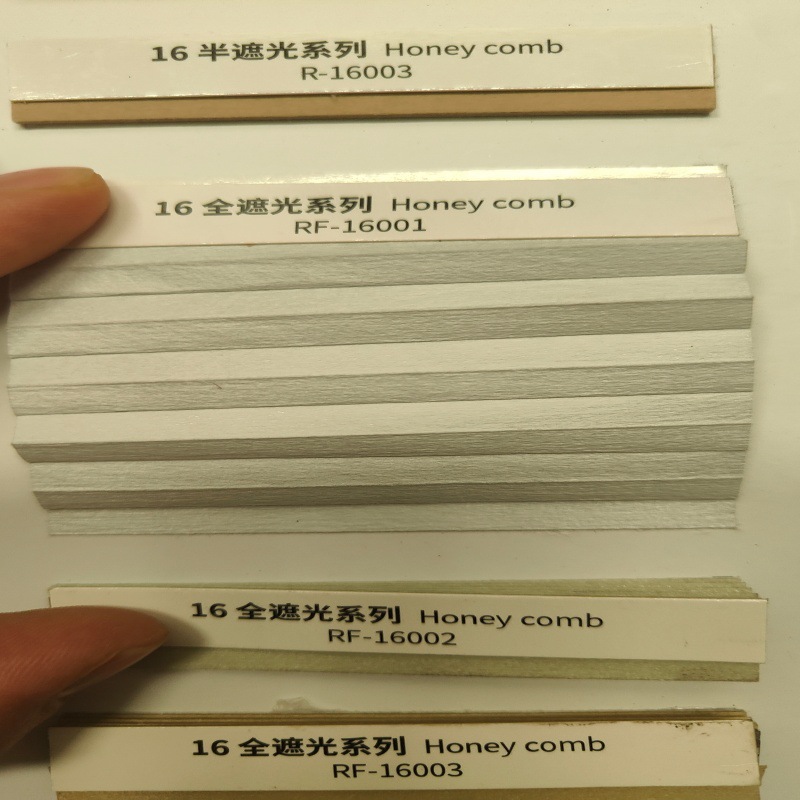 16 半遮光系列 Honey comb
R-16003
16 全遮光系列 Honey comb
RF-16001
16 全遮光系列 Honey comb
RF-16002
16 全遮光系列 Honey comb
RF-16003